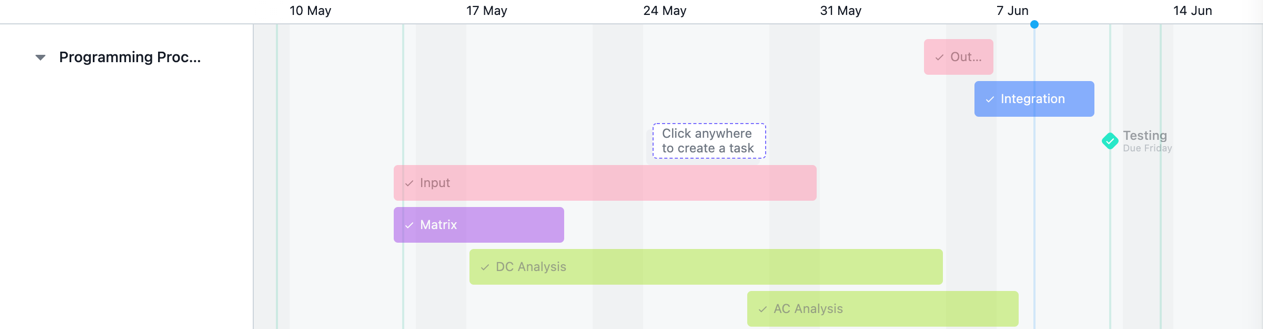 10 May
17 May
24 May
31 May
7 Jun
14 Jun
Programming Proc...
Out...
Integration
Click anywhere
to create a task
Testing
Due Friday
Input
Matrix
DC Analysis
AC Analysis